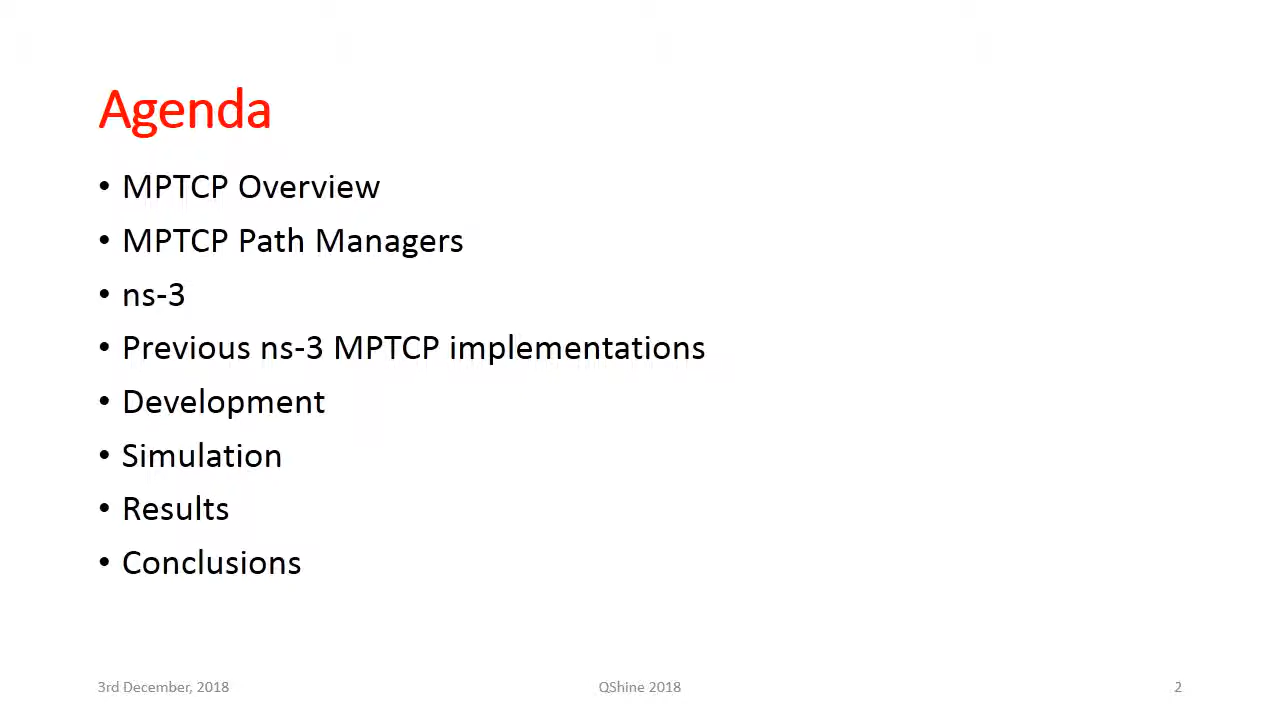 Agenda
• MPTCP Overview
• MPTCP Path Managers
• ns-3
• Previous ns-3 MPTCP implementations
• Development
• Simulation
• Results
• Conclusions
3rd December, 2018
QShine 2018
2